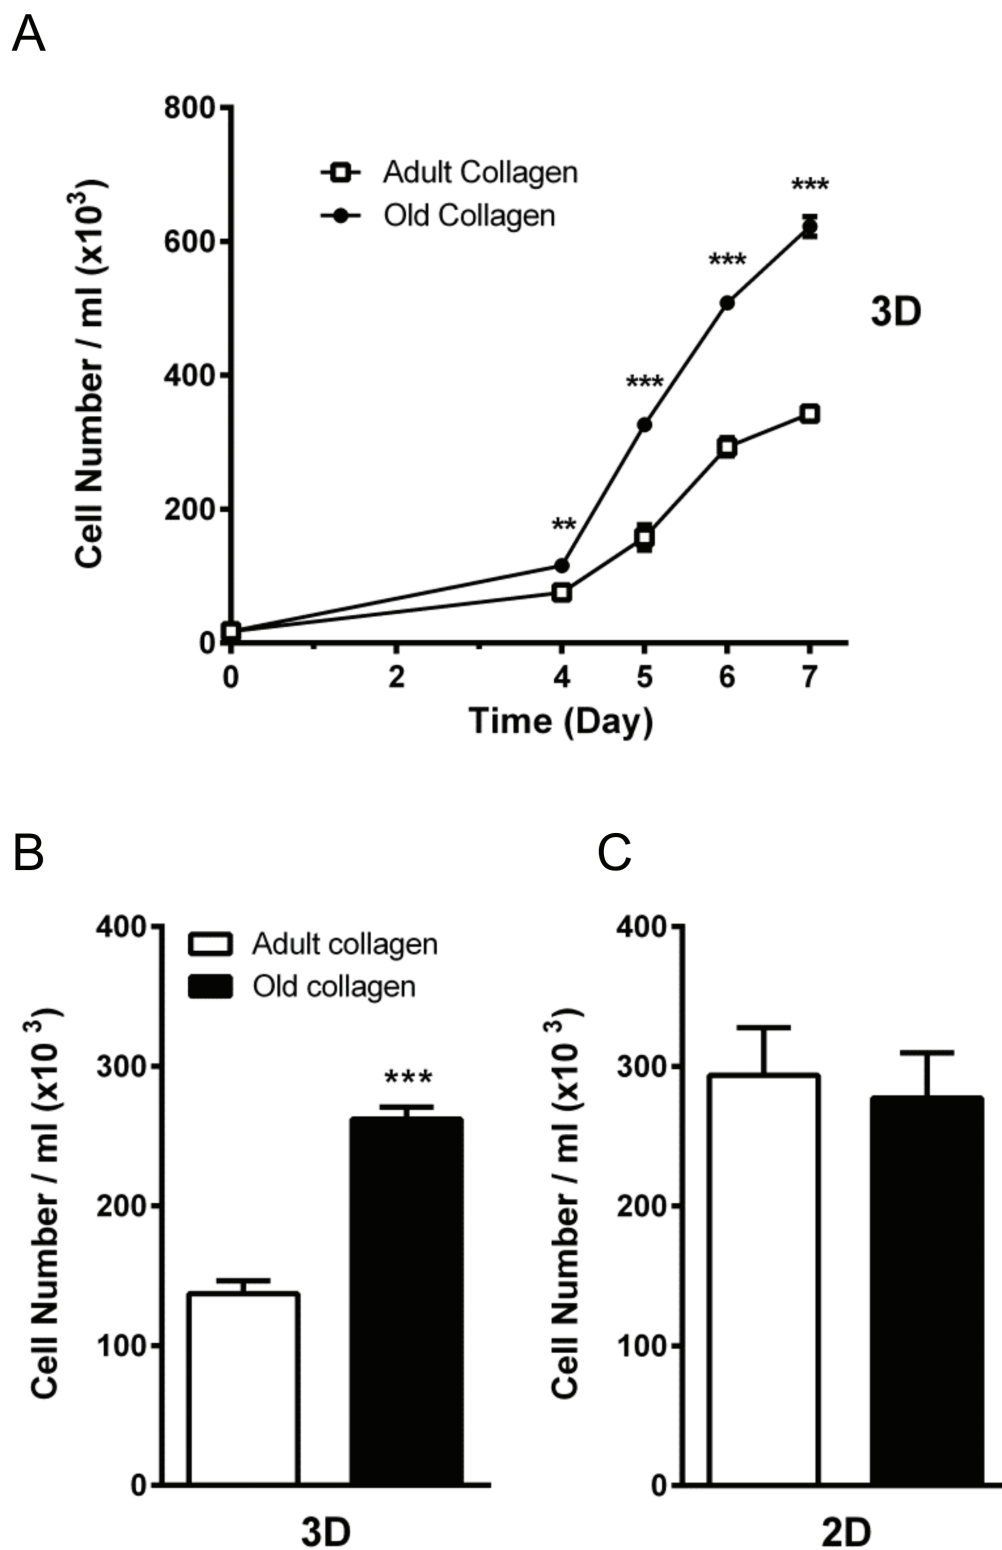 A
800
600
400
200
0
Cell Number / ml (x10³)
Adult Collagen
Old Collagen
**
***
***
***
3D
0 2 4 5 6 7
Time (Day)
B
400
300
200
100
0
Cell Number / ml (x10 ³)
Adult collagen
Old collagen
***
3D
C
400
300
200
100
0
Cell Number / ml (x10 ³)
2D